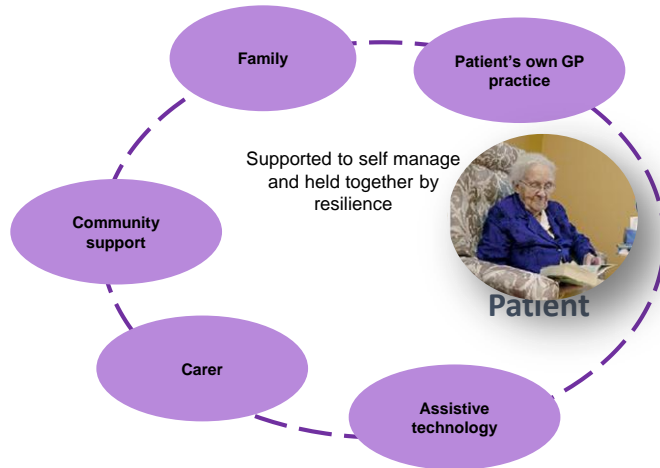 Family
Patient's own GP
practice
Supported to self manage
and held together by
resilience
Community
support
Patient
Carer
Assistive
technology